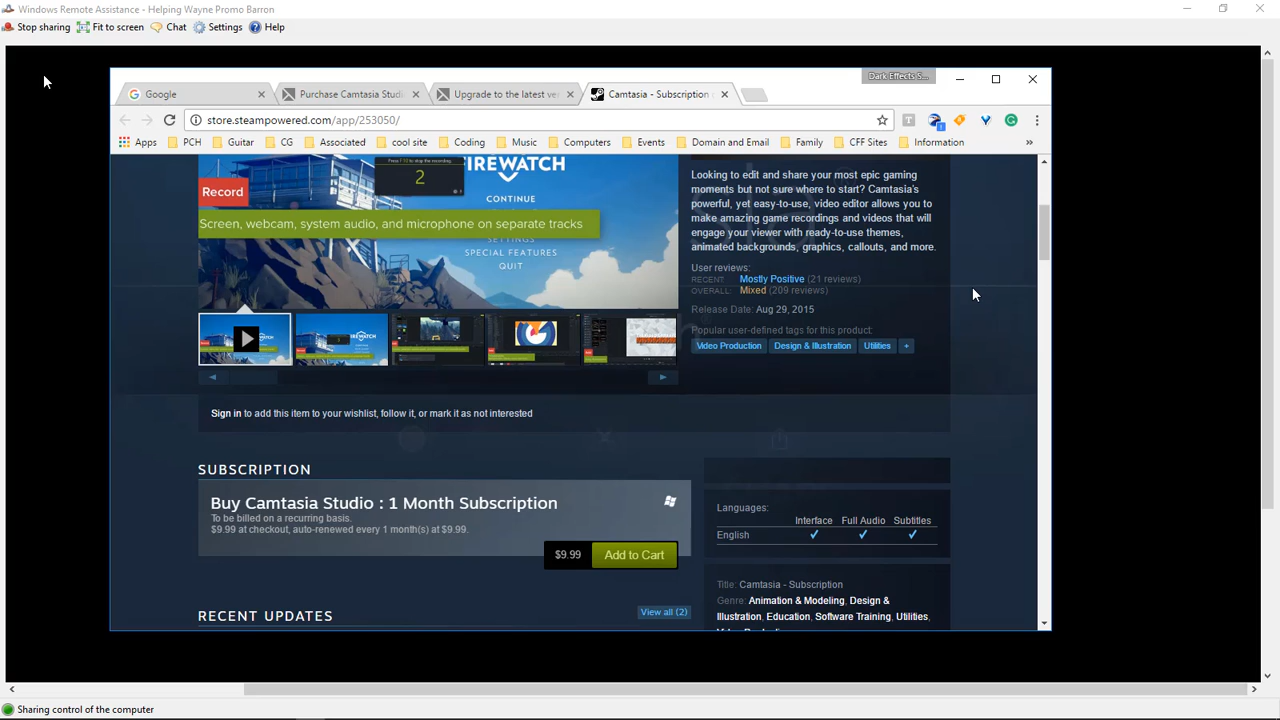 Windows Remote Assistance - Helping Wayne Promo Barron
Stop sharing Fit to screen Chat Settings Help
Dark Effects S...
Google Purchase Camtasia Studi Upgrade to the latest ve Camtasia - Subscription
store.steampowered.com/app/253050/
Apps PCH Guitar CG Associated cool site Coding Music Computers Events Domain and Email Family CFF Sites Information »
2
FIREWATCH
Record
CONTINUE
Screen, webcam, system audio, and microphone on separate tracks
SETTINGS
SPECIAL FEATURES
QUIT
Looking to edit and share your most epic gaming
moments but not sure where to start? Camtasia's
powerful, yet easy-to-use, video editor allows you to
make amazing game recordings and videos that will
engage your viewer with ready-to-use themes,
animated backgrounds, graphics, callouts, and more.
User reviews:
RECENT: Mostly Positive (21 reviews)
OVERALL: Mixed (209 reviews)
Release Date: Aug 29, 2015
Popular user-defined tags for this product:
Video Production Design & Illustration Utilities +
Sign in to add this item to your wishlist, follow it, or mark it as not interested
SUBSCRIPTION
Buy Camtasia Studio : 1 Month Subscription
To be billed on a recurring basis.
$9.99 at checkout, auto-renewed every 1 month(s) at $9.99.
$9.99 Add to Cart
RECENT UPDATES View all (2)
Languages:
Interface Full Audio Subtitles
English ✓ ✓ ✓
Title: Camtasia - Subscription
Genre: Animation & Modeling, Design &
Illustration, Education, Software Training, Utilities,
Sharing control of the computer